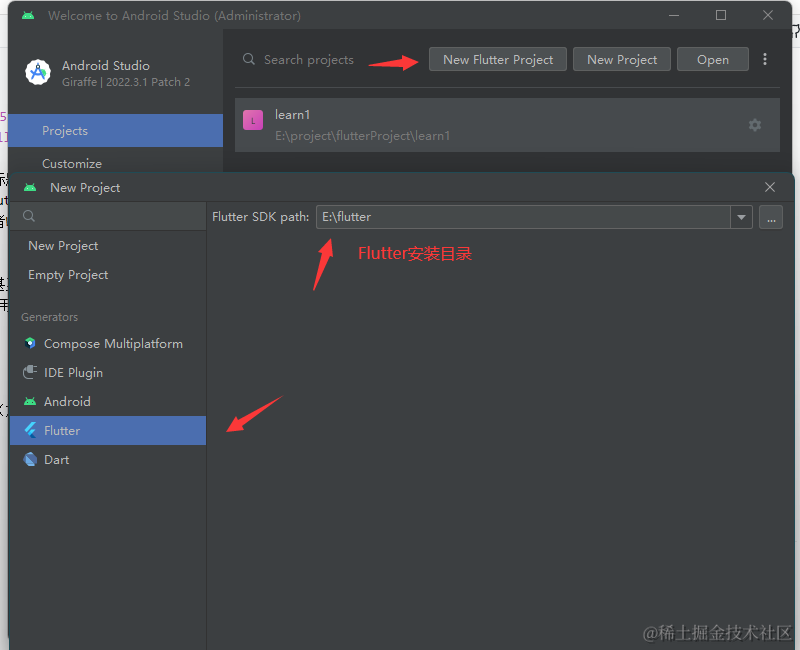 Welcome to Android Studio (Administrator)
Android Studio
Giraffe | 2022.3.1 Patch 2
Search projects
New Flutter Project
New Project
Open
Projects
Customize
L
learn1
E:\project\flutterProject\learn1
New Project
Flutter SDK path:
E:\flutter
...
Flutter安装目录
New Project
Empty Project
Generators
Compose Multiplatform
IDE Plugin
Android
Flutter
Dart
@稀土掘金技术社区